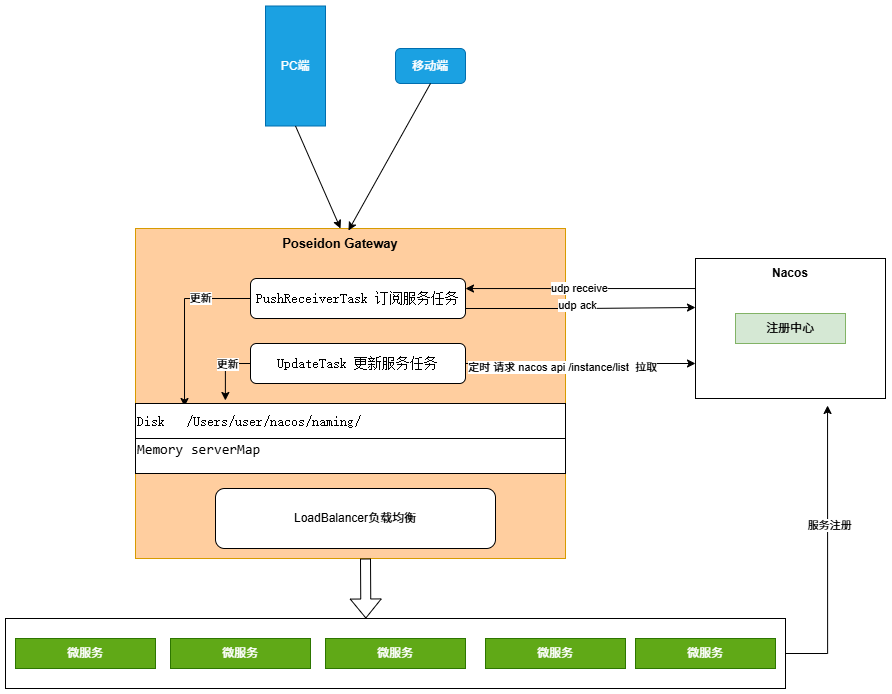 PC端
移动端
Poseidon Gateway
PushReceiverTask 订阅服务任务
更新
udp receive
udp ack
Nacos
注册中心
UpdateTask 更新服务任务
更新
定时 请求 nacos api /instance/list 拉取
Disk /Users/user/nacos/naming/
Memory serverMap
LoadBalancer负载均衡
服务注册
微服务
微服务
微服务
微服务
微服务